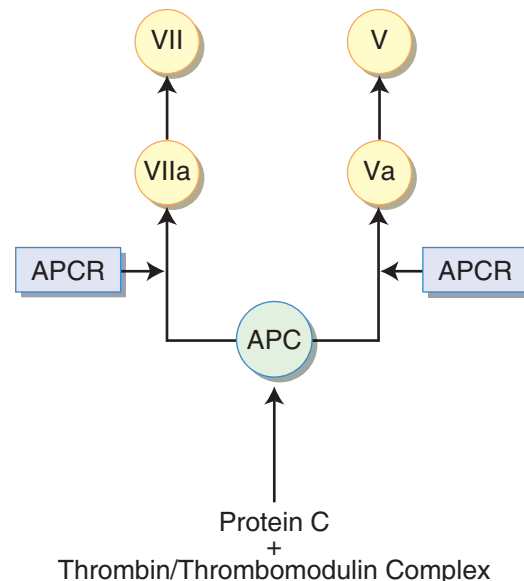 VII
V
VIIa
Va
APCR
APCR
APC
Protein C
+
Thrombin/Thrombomodulin Complex